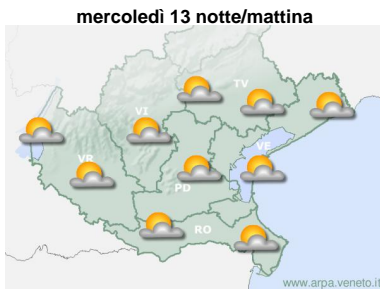 mercoledì 13 notte/mattina
TV
VI
VE
VR
PD
RO
www.arpa.veneto.it